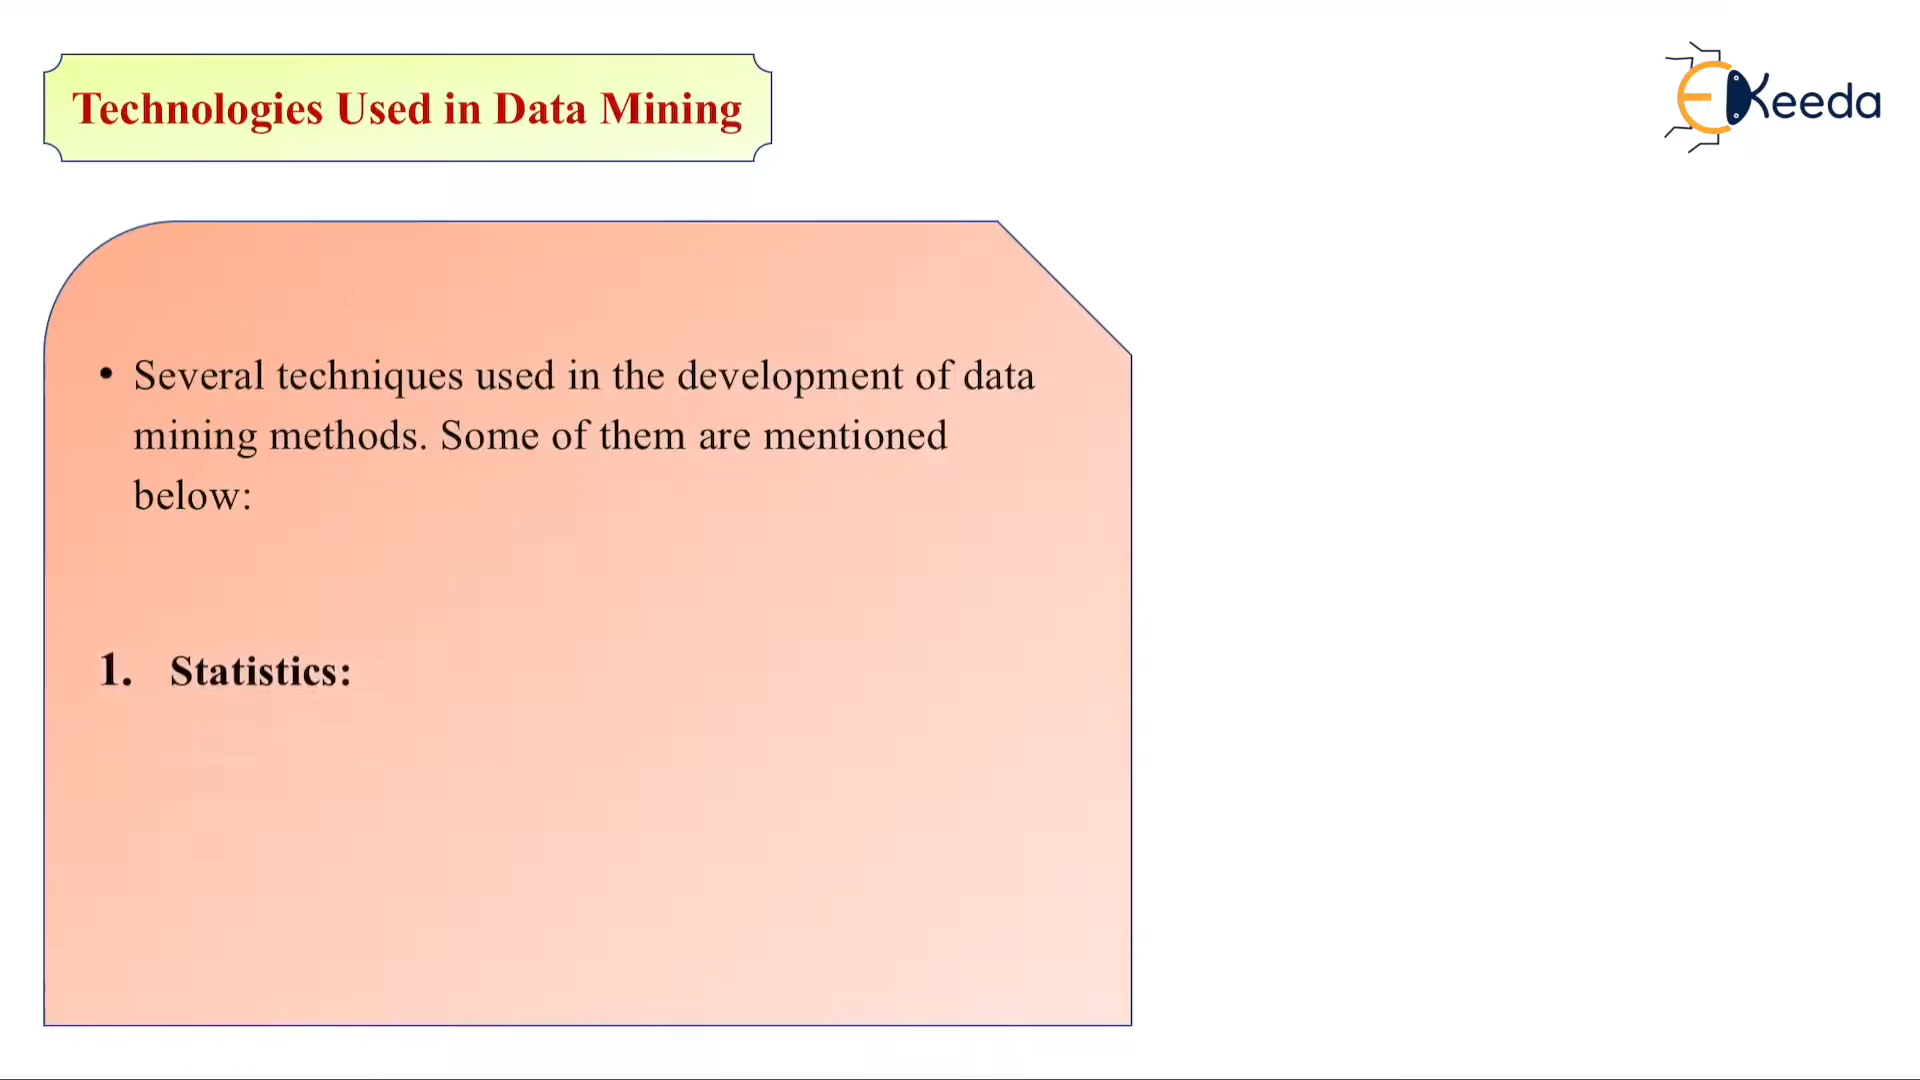 Technologies Used in Data Mining
EKeeda
• Several techniques used in the development of data
mining methods. Some of them are mentioned
below:
1. Statistics: